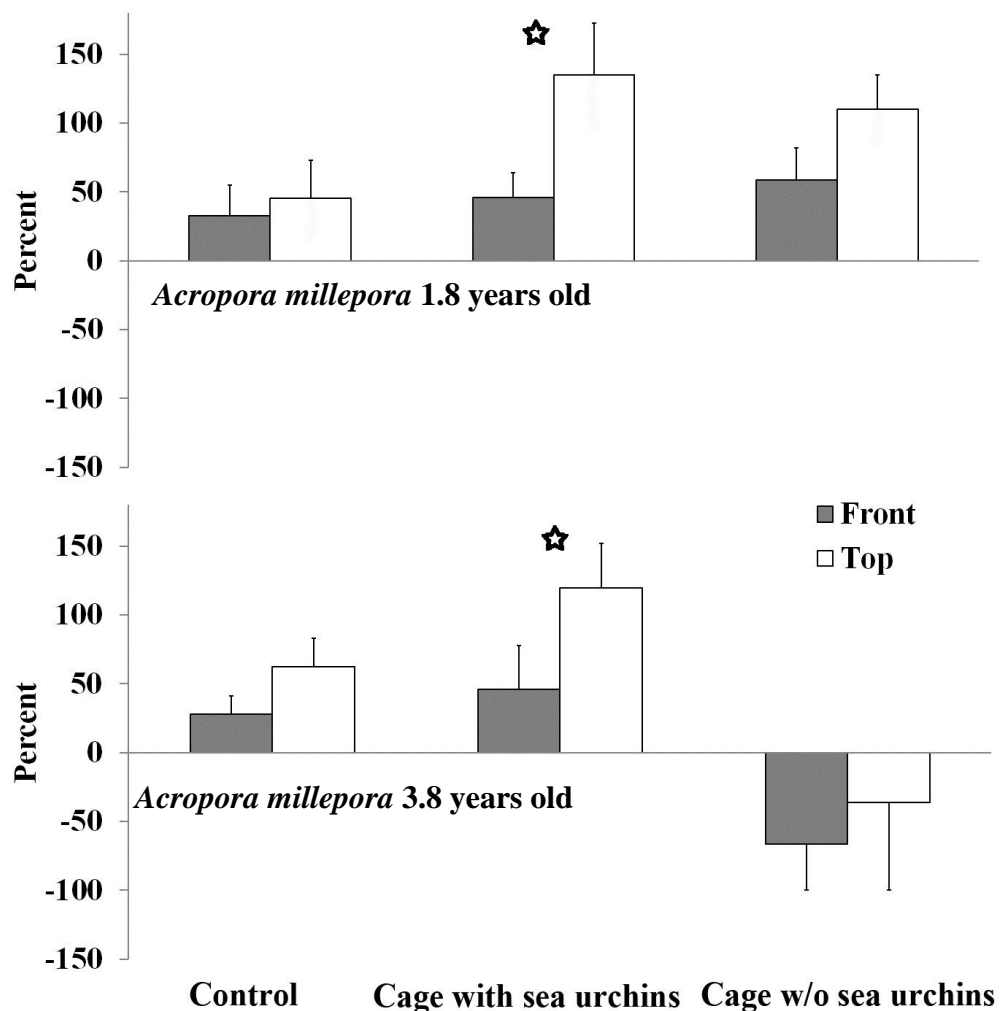 150
100
50
0
-50
-100
-150
Percent
Acropora millepora 1.8 years old
150
100
50
0
-50
-100
-150
Percent
Front
Top
Acropora millepora 3.8 years old
Control Cage with sea urchins Cage w/o sea urchins